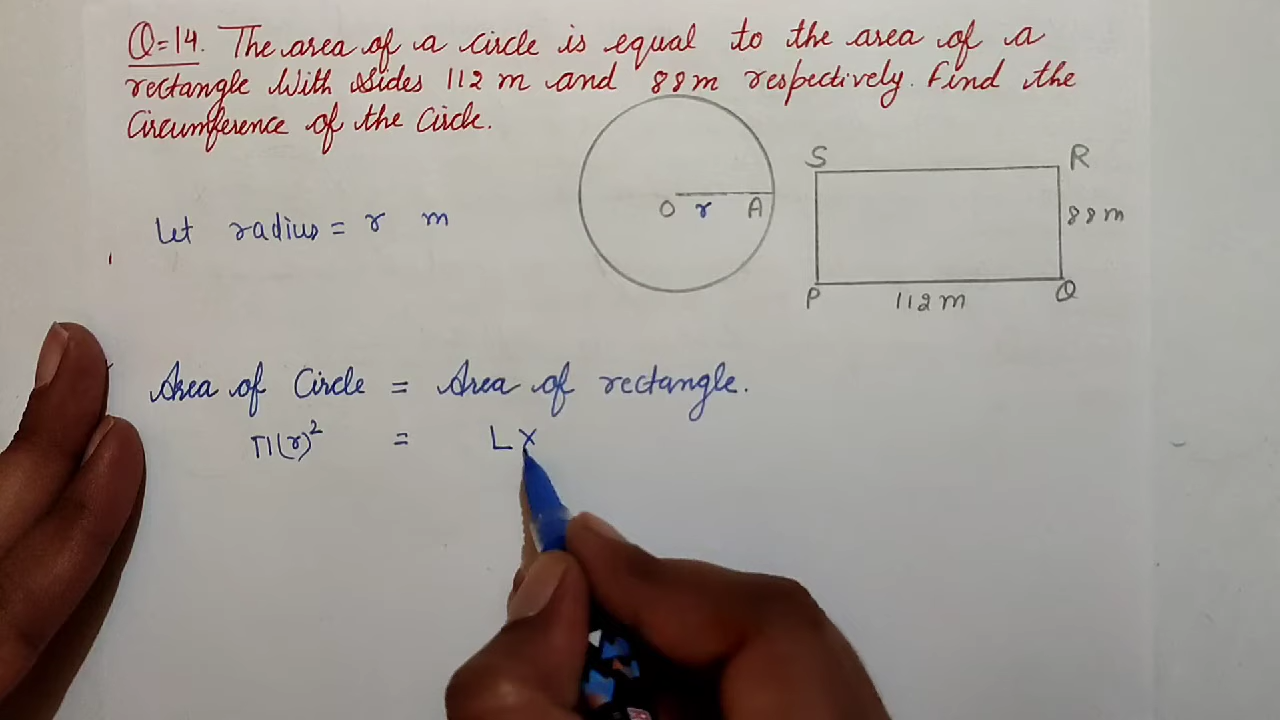 Q=14. The area of a circle is equal to the area of a
rectangle with sides 112 m and 88m respectively. Find the
Circumference of the Circle.
S
R
Let radius = r m
O r A
88m
P
112m
Q
Area of Circle = Area of rectangle.
π(r)² = L×